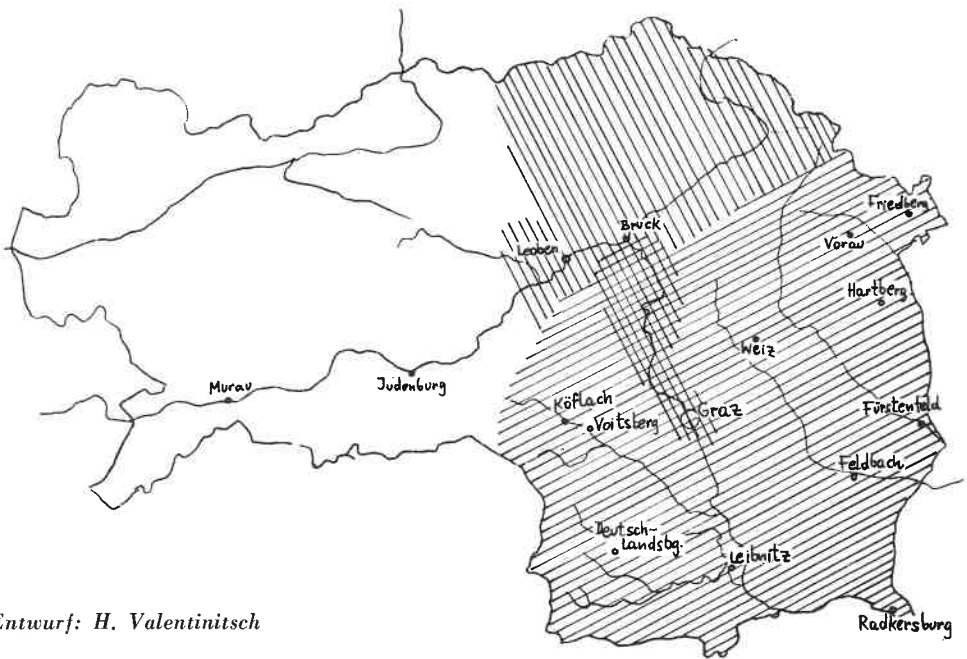 Friedberg
Vorau
Bruck
Leoben
Hartberg
Weiz
Judenburg
Murau
Köflach
Voitsberg
Graz
Fürstenfeld
Feldbach
Deutsch-
Landsbg.
Leibnitz
Entwurf: H. Valentinitsch
Radkersburg